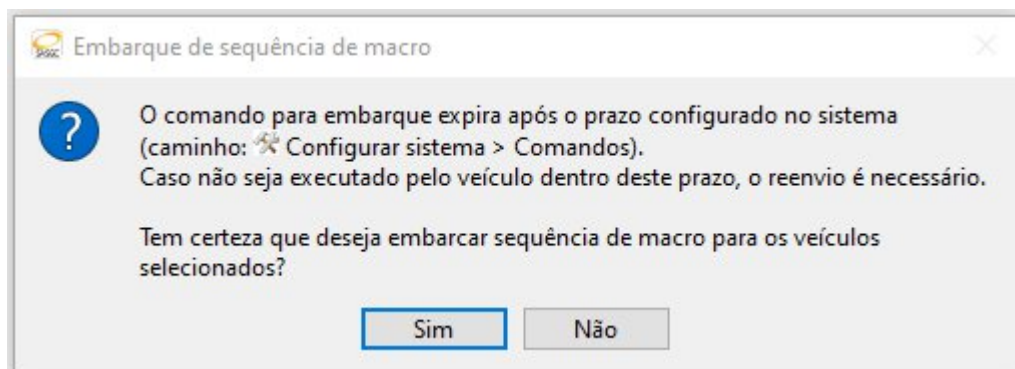 Embarque de sequência de macro
O comando para embarque expira após o prazo configurado no sistema
(caminho: Configurar sistema > Comandos).
Caso não seja executado pelo veículo dentro deste prazo, o reenvio é necessário.
Tem certeza que deseja embarcar sequência de macro para os veículos
selecionados?
Sim
Não